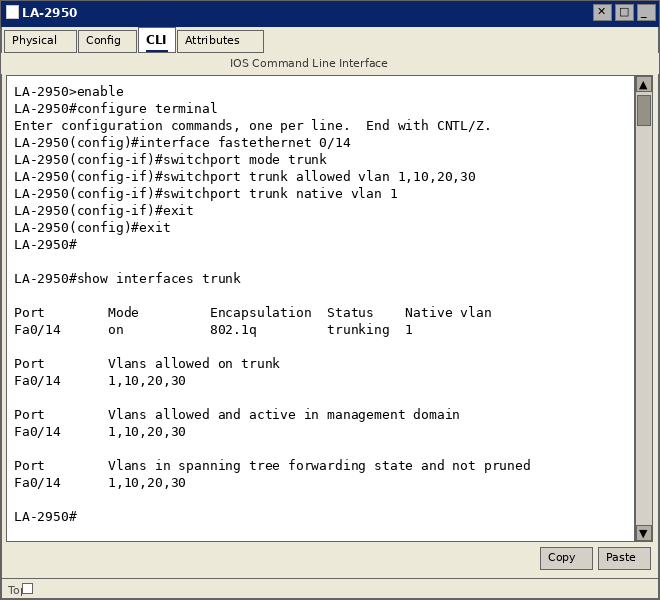 LA-2950
Physical Config CLI Attributes
IOS Command Line Interface
LA-2950>enable
LA-2950#configure terminal
Enter configuration commands, one per line.  End with CNTL/Z.
LA-2950(config)#interface fastethernet 0/14
LA-2950(config-if)#switchport mode trunk
LA-2950(config-if)#switchport trunk allowed vlan 1,10,20,30
LA-2950(config-if)#switchport trunk native vlan 1
LA-2950(config-if)#exit
LA-2950(config)#exit
LA-2950#
LA-2950#show interfaces trunk
Port        Mode         Encapsulation  Status    Native vlan
Fa0/14      on           802.1q         trunking  1
Port        Vlans allowed on trunk
Fa0/14      1,10,20,30
Port        Vlans allowed and active in management domain
Fa0/14      1,10,20,30
Port        Vlans in spanning tree forwarding state and not pruned
Fa0/14      1,10,20,30
LA-2950#
Copy Paste